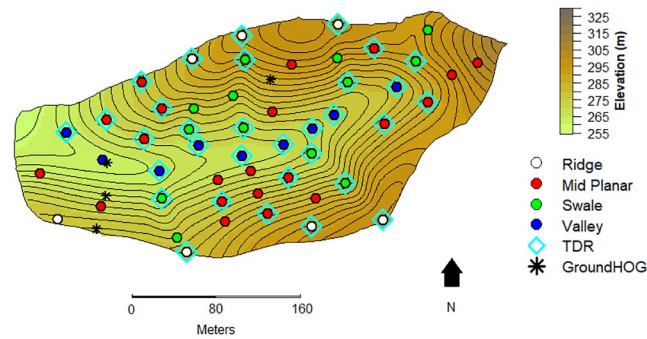 325
315
305
295
285
275
265
255
Elevation (m)
Ridge
Mid Planar
Swale
Valley
TDR
GroundHOG
0 80 160
Meters
N